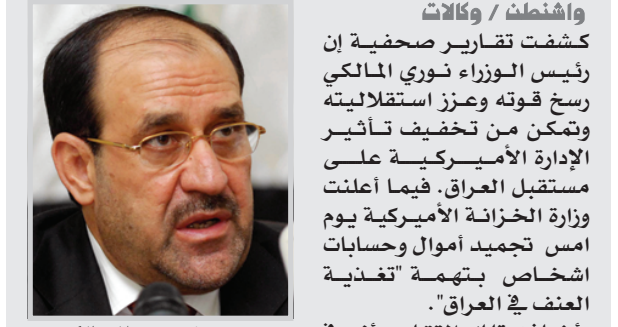 واشنطن / وكالات
كشفت تقارير صحفية إن
رئيس الوزراء نوري المالكي
رسخ قوته وعزز استقلاليته
وتمكن من تخفيف تأثير
الإدارة الأميركية على
مستقبل العراق. فيما أعلنت
وزارة الخزانة الأميركية يوم
امس تجميد أموال وحسابات
اشخاص بتهمة "تغذية
العنف في العراق".